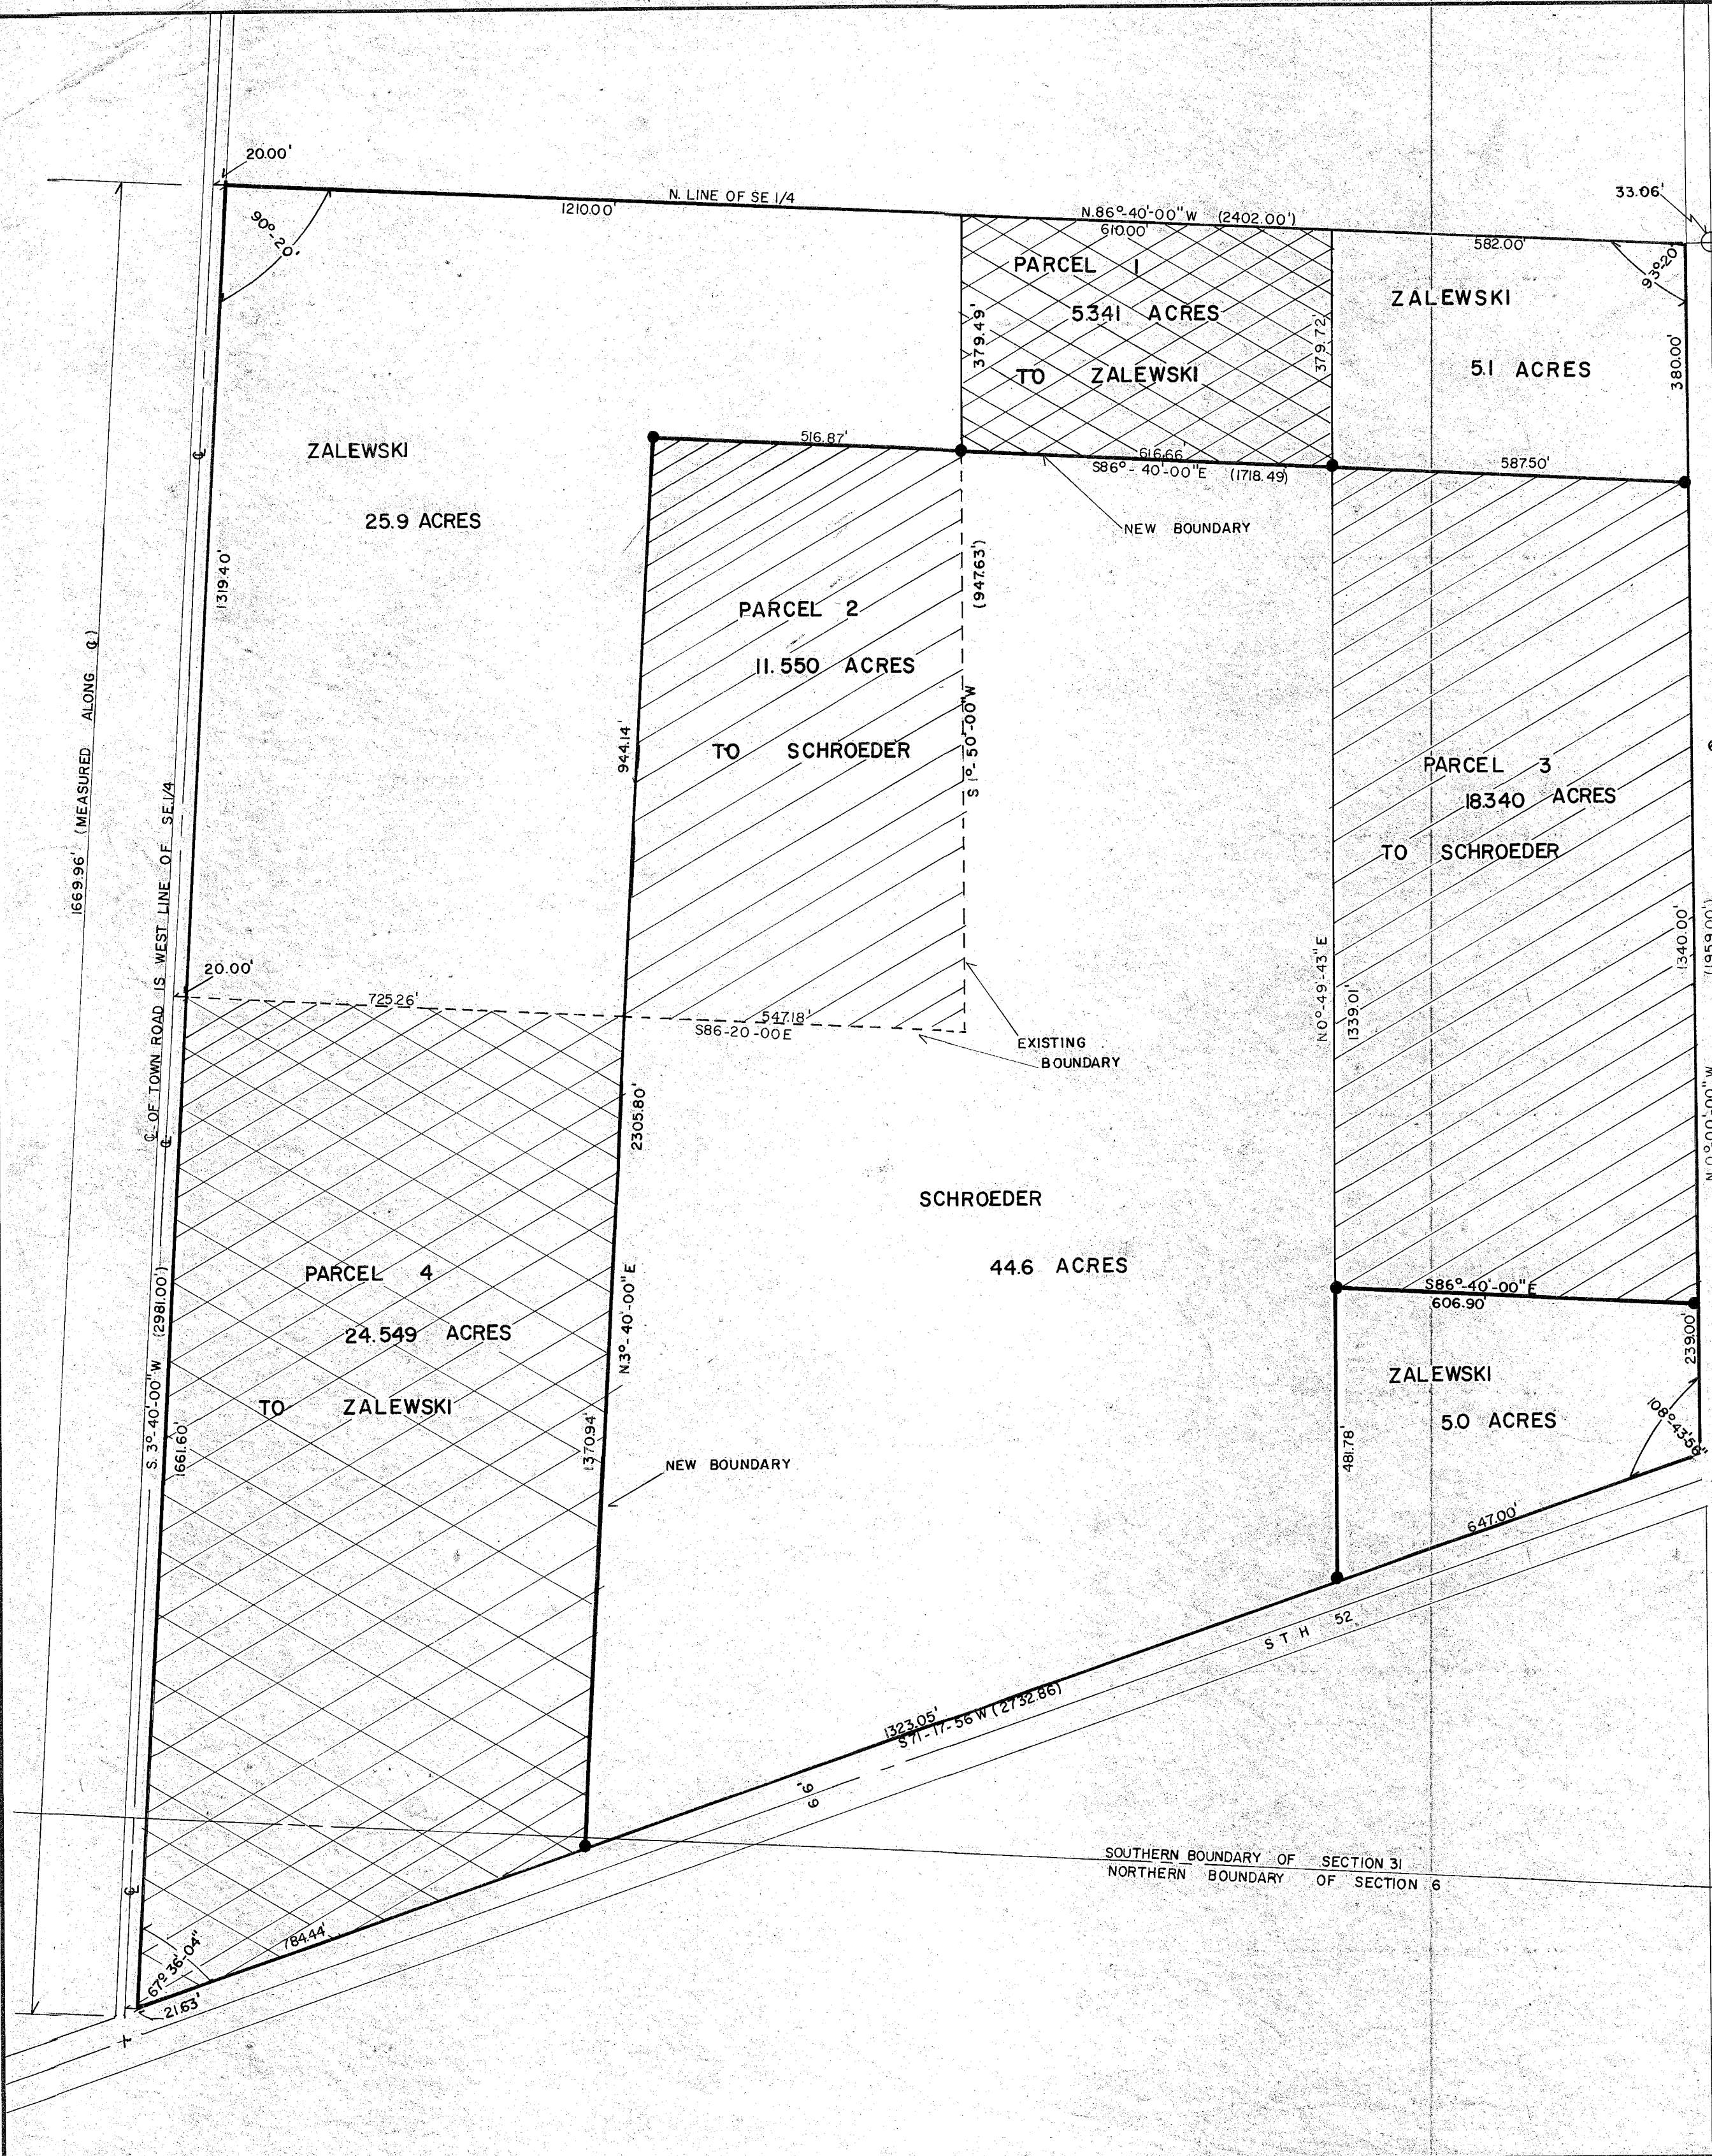 20.00'
33.06'
N. LINE OF SE 1/4
1210.00'
N.86°-40'-00"W (2402.00')
610.00'
582.00'
90°-20'
93°20'
PARCEL 1
5.341 ACRES
TO ZALEWSKI
379.49'
379.72'
ZALEWSKI
5.1 ACRES
380.00'
ZALEWSKI
25.9 ACRES
516.87'
616.66'
S86°-40'-00"E (1718.49)
587.50'
NEW BOUNDARY
1319.40'
(947.63')
PARCEL 2
11.550 ACRES
TO SCHROEDER
944.14'
S 1°-50'-00"W
1669.96' (MEASURED ALONG ℄)
℄ OF TOWN ROAD IS WEST LINE OF SE.1/4
PARCEL 3
18.340 ACRES
TO SCHROEDER
1340.00'
(1959.00')
N 0°00'-00"W
N0°-49'-43"E
1339.01'
20.00'
725.26'
547.18'
S86-20-00E
EXISTING
BOUNDARY
2305.80'
SCHROEDER
44.6 ACRES
PARCEL 4
24.549 ACRES
TO ZALEWSKI
S. 3°-40'-00"W (2981.00')
1661.60'
N.3°-40'-00"E
1370.94'
NEW BOUNDARY
S86°-40'-00"E
606.90'
239.00'
ZALEWSKI
5.0 ACRES
108°-43'56"
481.78'
647.00'
STH 52
1323.05'
S71-17-56W (2732.86)
66'
SOUTHERN BOUNDARY OF SECTION 31
NORTHERN BOUNDARY OF SECTION 6
784.44'
67° 36'-04"
21.63'
℄
℄
℄